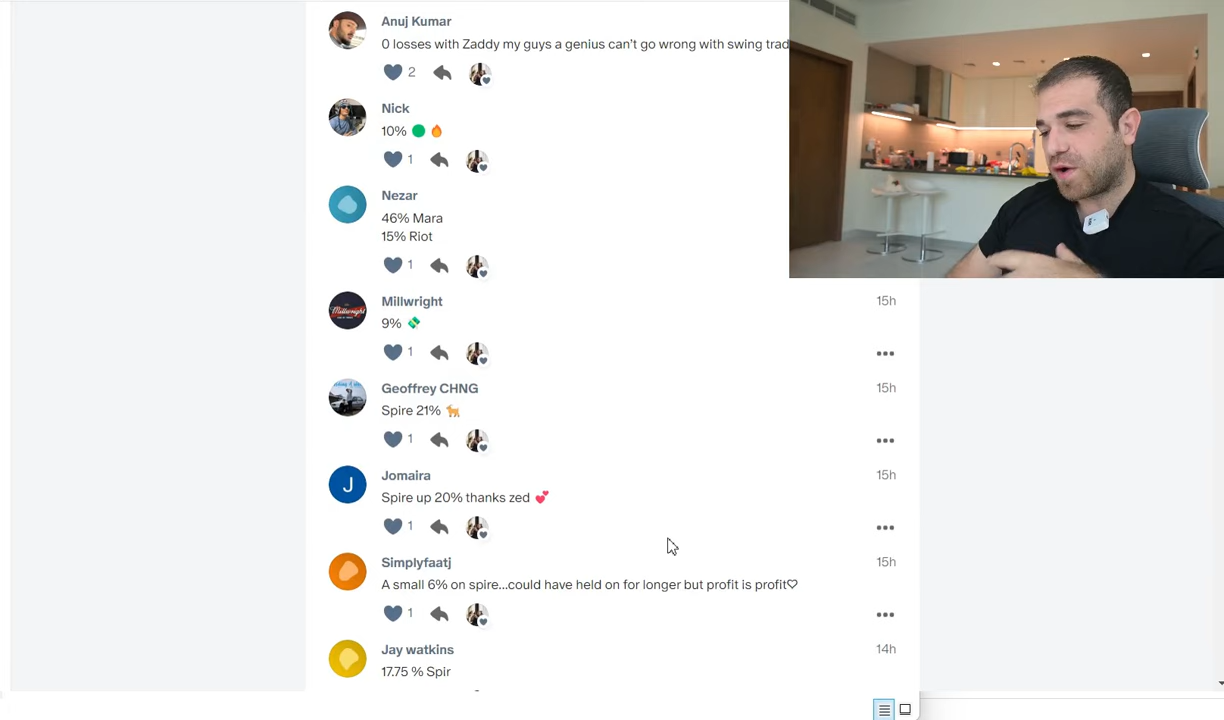 Anuj Kumar
0 losses with Zaddy my guys a genius can't go wrong with swing trad
2
Nick
10% 🟢 🔥
1
Nezar
46% Mara
15% Riot
1
Millwright
15h
9% 💸
1
Geoffrey CHNG
15h
Spire 21% 🐐
1
J
Jomaira
15h
Spire up 20% thanks zed 💕
1
Simplyfaatj
15h
A small 6% on spire...could have held on for longer but profit is profit♡
1
Jay watkins
14h
17.75 % Spir